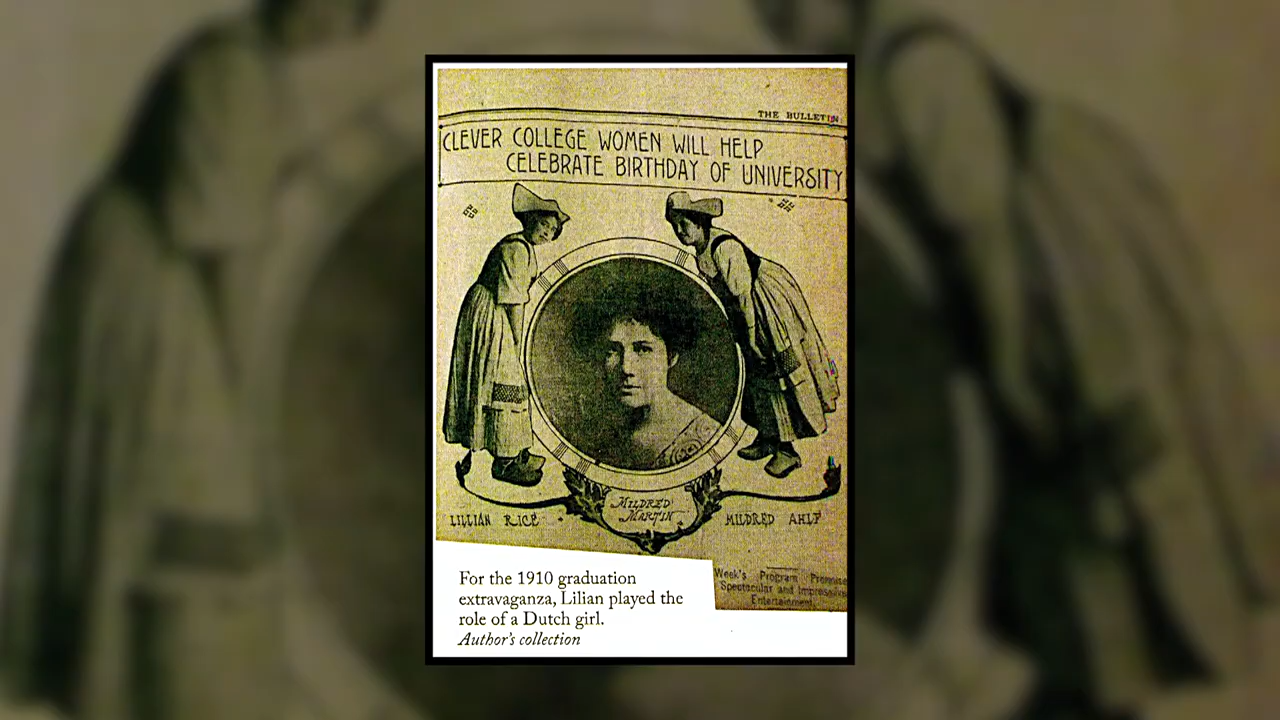 THE BULLETIN
CLEVER COLLEGE WOMEN WILL HELP
CELEBRATE BIRTHDAY OF UNIVERSITY
MILDRED
MARTIN
LILLIAN RICE
MILDRED AHLF
Week's Program Promise
Spectacular and Impressive
Entertainment
For the 1910 graduation
extravaganza, Lilian played the
role of a Dutch girl.
Author's collection